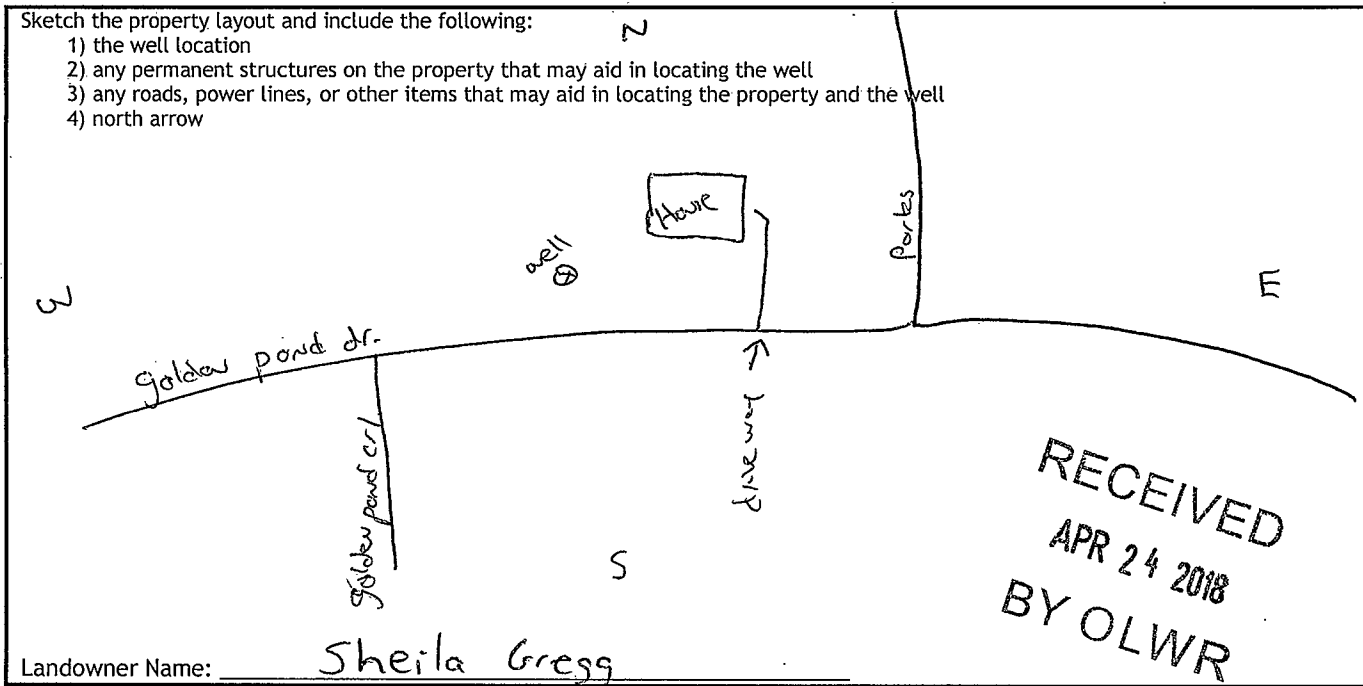 Sketch the property layout and include the following:
1) the well location
2) any permanent structures on the property that may aid in locating the well
3) any roads, power lines, or other items that may aid in locating the property and the well
4) north arrow
N
House
well
Parks
W
E
golden pond dr.
golden pond crl
drive way
S
RECEIVED
APR 24 2018
BY OLWR
Landowner Name: Sheila Gregg